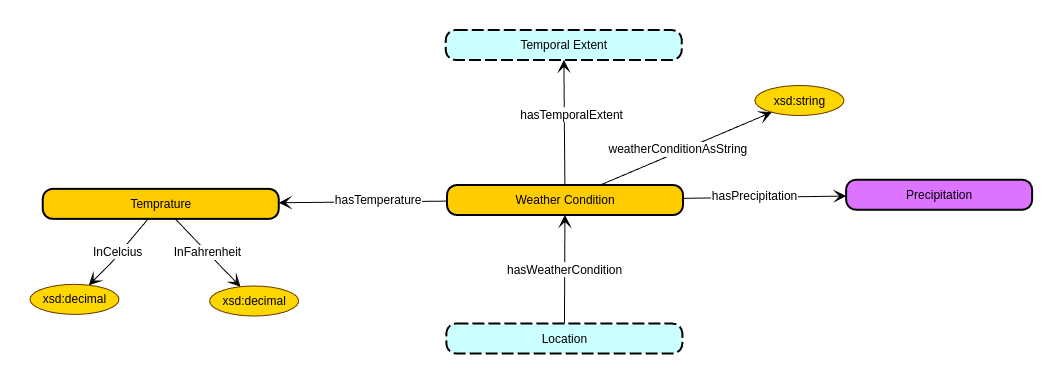 Temporal Extent
hasTemporalExtent
xsd:string
weatherConditionAsString
Temprature
hasTemperature
Weather Condition
hasPrecipitation
Precipitation
InCelcius
InFahrenheit
hasWeatherCondition
xsd:decimal
xsd:decimal
Location